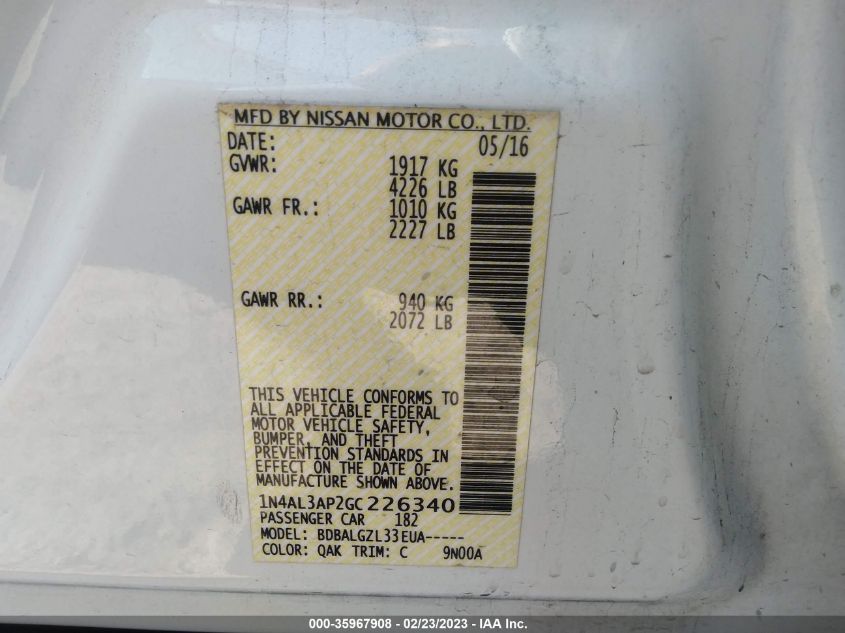 MFD BY NISSAN MOTOR CO., LTD.
DATE: 05/16
GVWR: 1917 KG
4226 LB
GAWR FR.: 1010 KG
2227 LB
GAWR RR.: 940 KG
2072 LB
THIS VEHICLE CONFORMS TO
ALL APPLICABLE FEDERAL
MOTOR VEHICLE SAFETY,
BUMPER, AND THEFT
PREVENTION STANDARDS IN
EFFECT ON THE DATE OF
MANUFACTURE SHOWN ABOVE.
1N4AL3AP2GC226340
PASSENGER CAR 182
MODEL: BDBALGZL33EUA-----
COLOR: QAK TRIM: C 9N00A
000-35967908 - 02/23/2023 - IAA Inc.